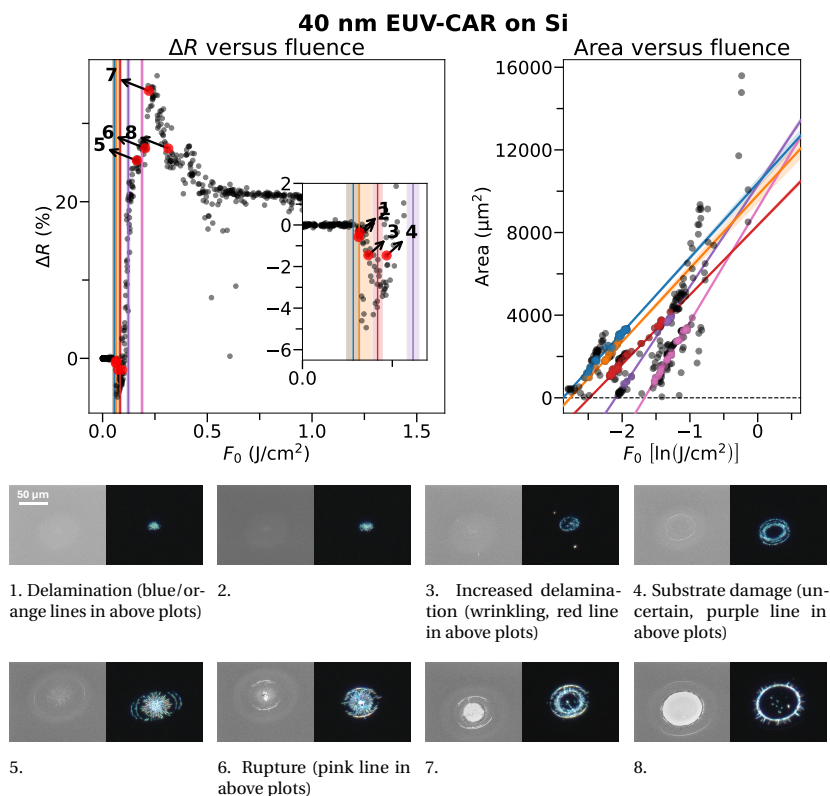 40 nm EUV-CAR on Si
ΔR versus fluence
Area versus fluence
ΔR (%)
20
0
7
6
8
5
2
0
−2
−4
−6
0.0
1
2
3
4
0.0
0.5
1.0
1.5
F₀ (J/cm²)
Area (μm²)
16000
12000
8000
4000
0
−2
−1
0
F₀ [ln(J/cm²)]
50 μm
1. Delamination (blue/or-
ange lines in above plots)
2.
3. Increased delamina-
tion (wrinkling, red line
in above plots)
4. Substrate damage (un-
certain, purple line in
above plots)
5.
6. Rupture (pink line in
above plots)
7.
8.